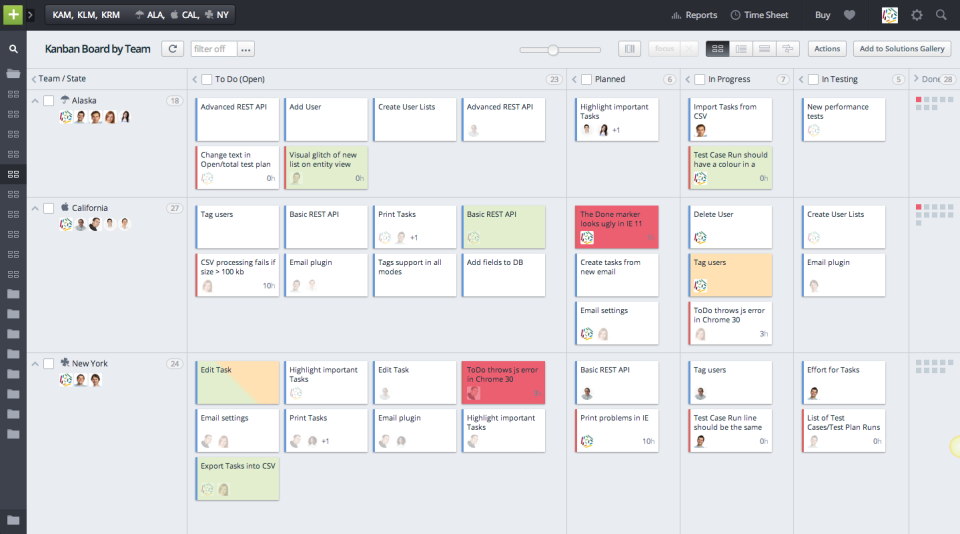 KAM, KLM, KRM ALA, CAL, NY
Reports Time Sheet Buy
Kanban Board by Team filter off ... Focus Actions Add to Solutions Gallery
Team / State To Do (Open) 23 Planned 6 In Progress 7 In Testing 5 Done 28
Alaska 18
Advanced REST API
Add User
Create User Lists
Advanced REST API
Highlight important
Tasks
+1
Import Tasks from
CSV
New performance
tests
Change text in
Open/total test plan
0h
Visual glitch of new
list on entity view
0h
Test Case Run should
have a colour in a
0h
California 27
Tag users
Basic REST API
Print Tasks
+1
Basic REST API
The Done marker
looks ugly in IE 11
Delete User
Create User Lists
CSV processing fails if
size > 100 kb
10h
Email plugin
Tags support in all
modes
Add fields to DB
Create tasks from
new email
Tag users
Email plugin
Email settings
ToDo throws js error
in Chrome 30
3h
New York 24
Edit Task
Highlight important
Tasks
Edit Task
ToDo throws js error
in Chrome 30
Basic REST API
Tag users
Effort for Tasks
Email settings
Print Tasks
+1
Email plugin
Highlight important
Tasks
Print problems in IE
10h
Test Case Run line
should be the same
0h
List of Test
Cases/Test Plan Runs
0h
Export Tasks into CSV